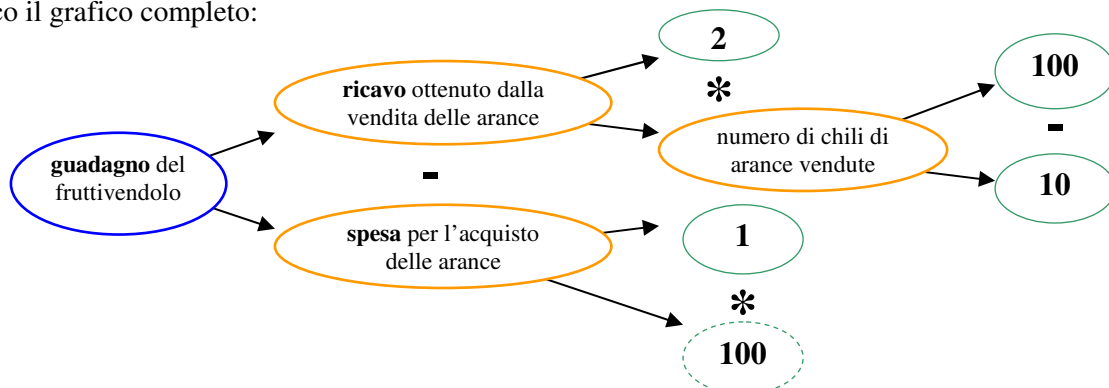 co il grafico completo:
guadagno del
fruttivendolo
ricavo ottenuto dalla
vendita delle arance
-
spesa per l'acquisto
delle arance
2
*
numero di chili di
arance vendute
100
-
10
1
*
100